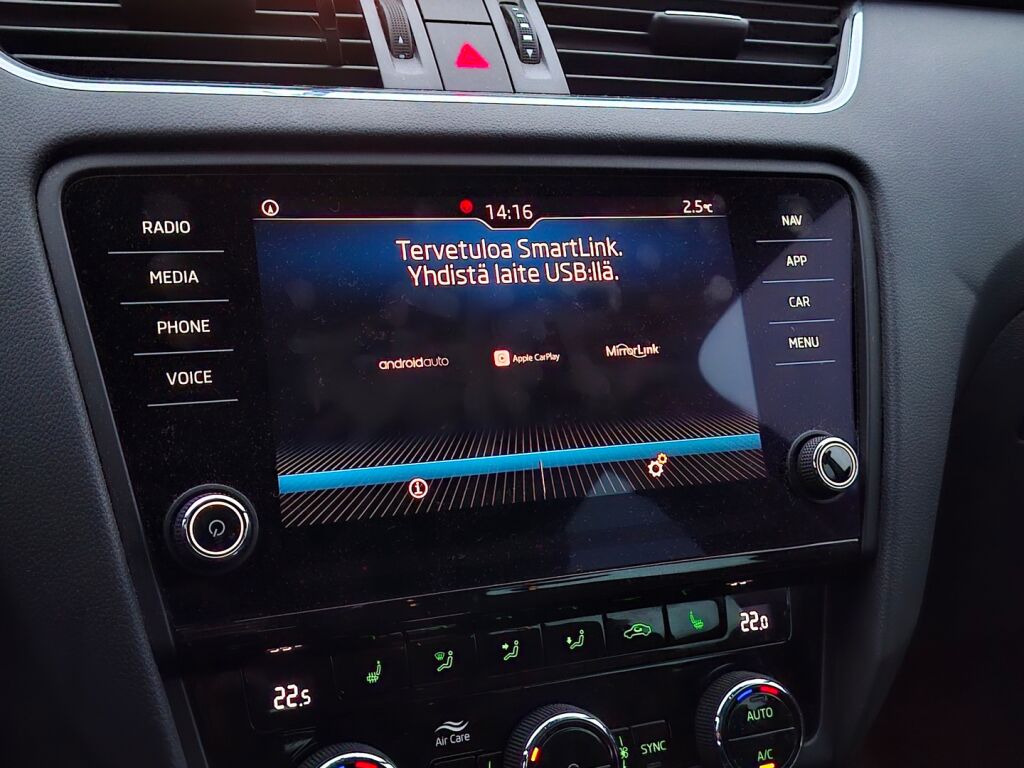 14:16
2.5°C
RADIO
MEDIA
PHONE
VOICE
Tervetuloa SmartLink.
Yhdistä laite USB:llä.
androidauto
Apple CarPlay
MirrorLink
NAV
APP
CAR
MENU
22.5
22.0
Air Care
SYNC
AUTO
A/C